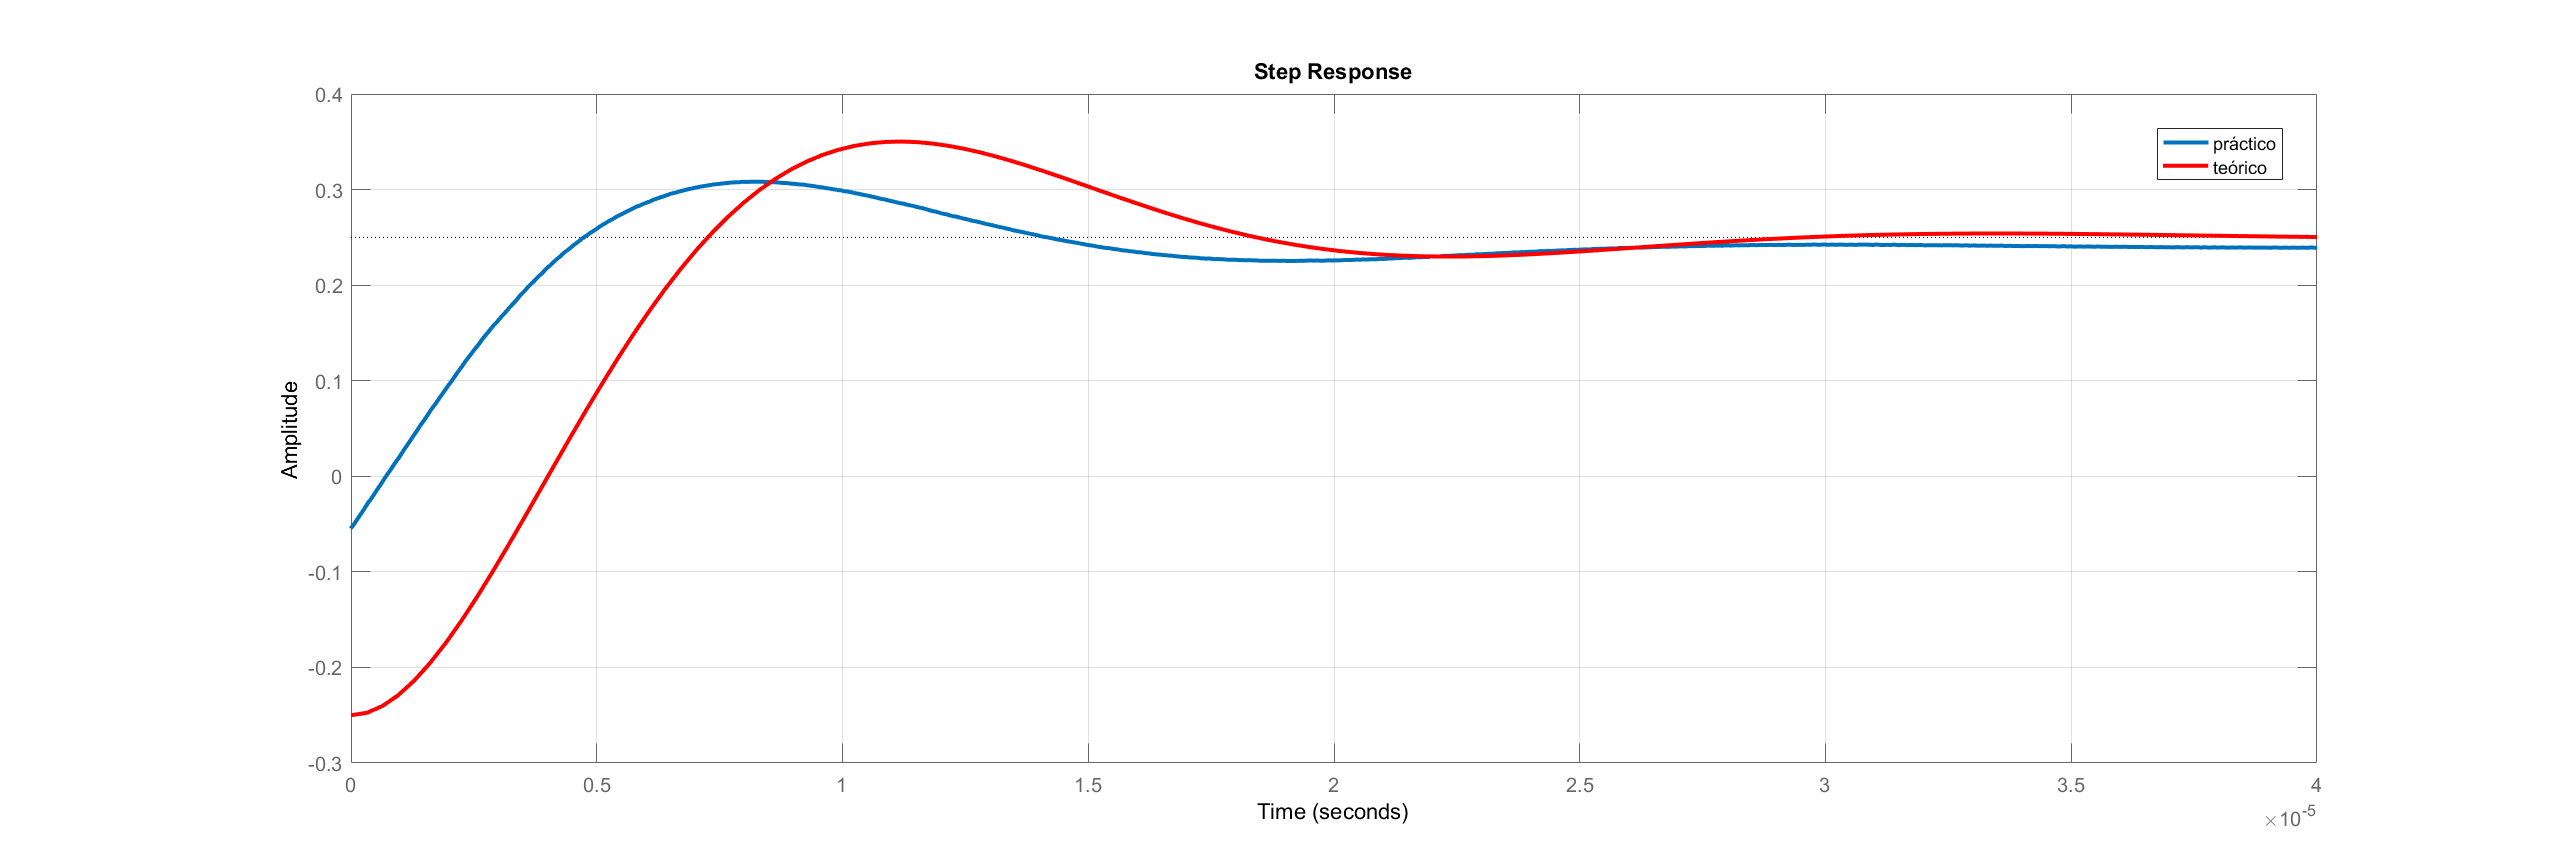 Step Response
0.4
0.3
0.2
0.1
0
-0.1
-0.2
-0.3
Amplitude
práctico
teórico
0 0.5 1 1.5 2 2.5 3 3.5 4
Time (seconds)
×10-5